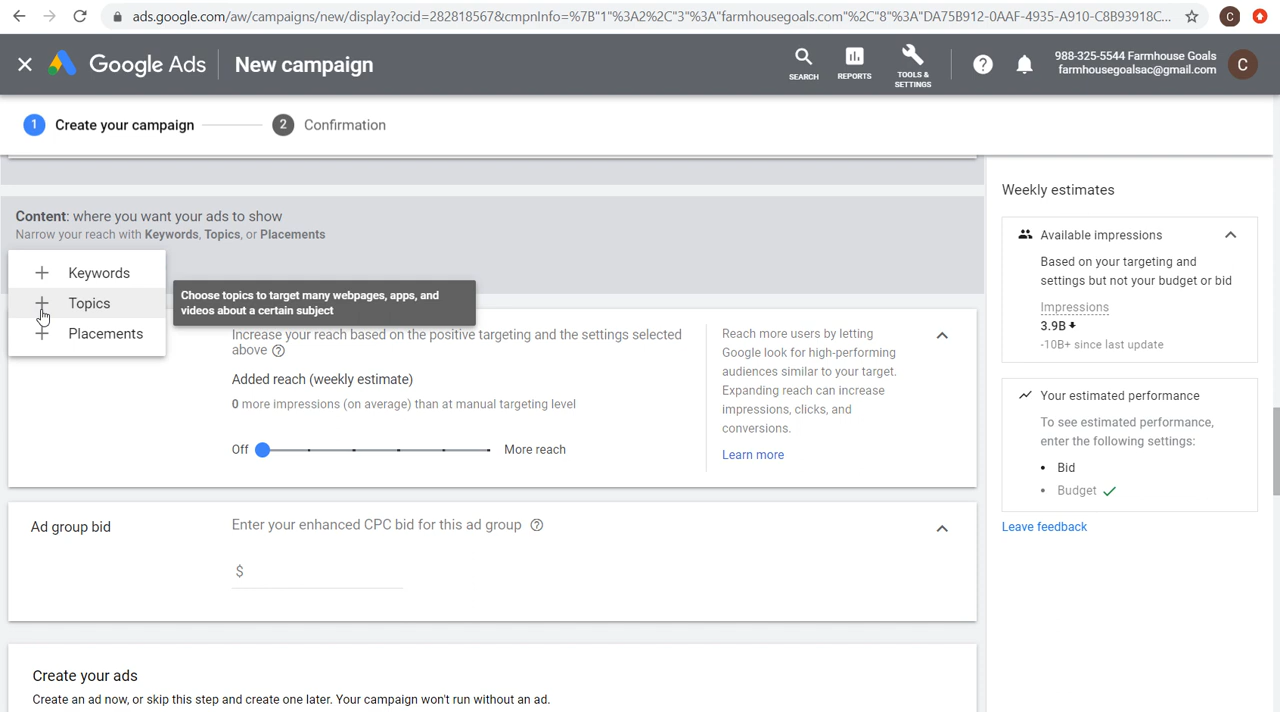 ads.google.com/aw/campaigns/new/display?ocid=282818567&cmpnInfo=%7B"1"%3A2%2C"3"%3A"farmhousegoals.com"%2C"8"%3A"DA75B912-0AAF-4935-A910-C8B93918C...
C
Google Ads
New campaign
SEARCH
REPORTS
TOOLS &
SETTINGS
988-325-5544 Farmhouse Goals
farmhousegoalsac@gmail.com
C
1 Create your campaign
2 Confirmation
Content: where you want your ads to show
Narrow your reach with Keywords, Topics, or Placements
Keywords
Topics
Placements
Choose topics to target many webpages, apps, and
videos about a certain subject
Increase your reach based on the positive targeting and the settings selected
above
Added reach (weekly estimate)
0 more impressions (on average) than at manual targeting level
Off
More reach
Reach more users by letting
Google look for high-performing
audiences similar to your target.
Expanding reach can increase
impressions, clicks, and
conversions.
Learn more
Ad group bid
Enter your enhanced CPC bid for this ad group
$
Create your ads
Create an ad now, or skip this step and create one later. Your campaign won't run without an ad.
Weekly estimates
Available impressions
Based on your targeting and
settings but not your budget or bid
Impressions
3.9B
-10B+ since last update
Your estimated performance
To see estimated performance,
enter the following settings:
• Bid
• Budget
Leave feedback